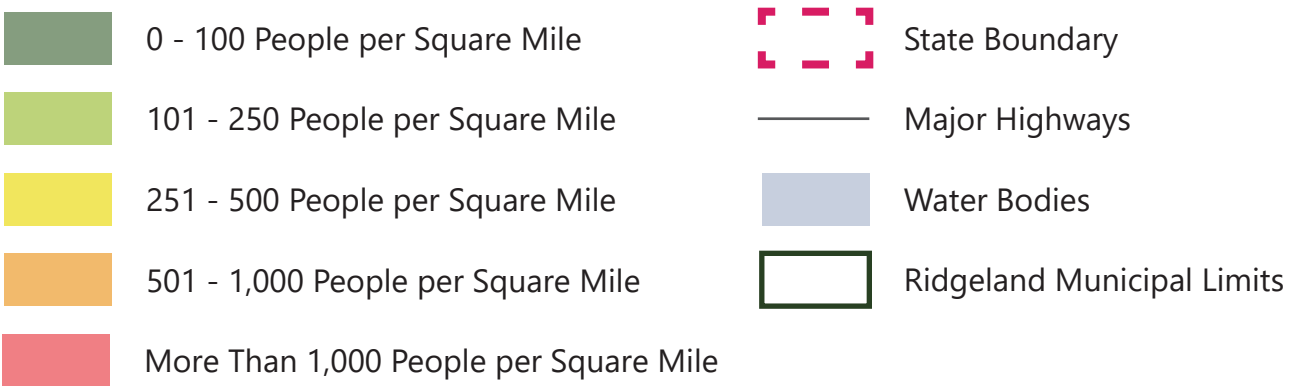 0 - 100 People per Square Mile
101 - 250 People per Square Mile
251 - 500 People per Square Mile
501 - 1,000 People per Square Mile
More Than 1,000 People per Square Mile
State Boundary
Major Highways
Water Bodies
Ridgeland Municipal Limits